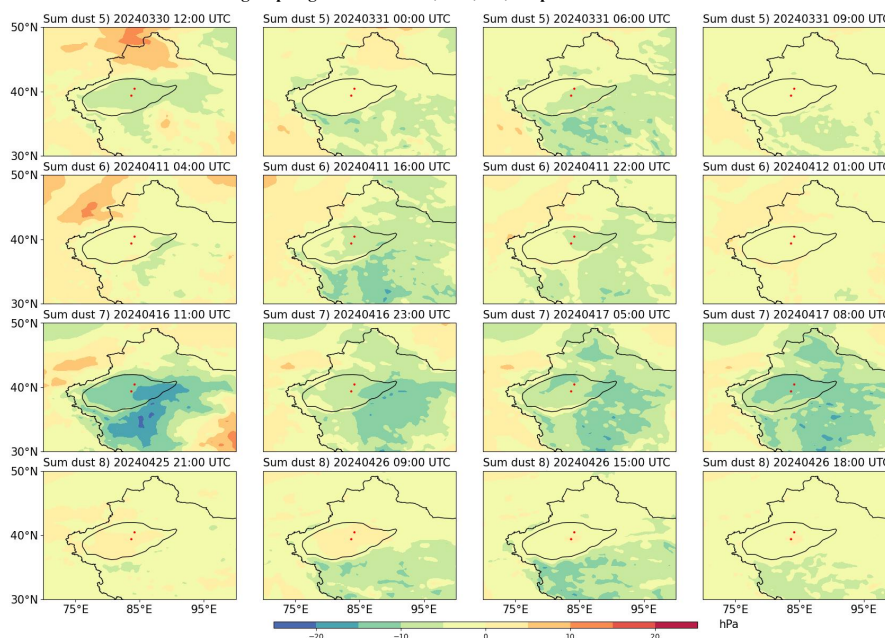 Sum dust 5) 20240330 12:00 UTC Sum dust 5) 20240331 00:00 UTC Sum dust 5) 20240331 06:00 UTC Sum dust 5) 20240331 09:00 UTC
50°N
40°N
30°N
Sum dust 6) 20240411 04:00 UTC Sum dust 6) 20240411 16:00 UTC Sum dust 6) 20240411 22:00 UTC Sum dust 6) 20240412 01:00 UTC
50°N
40°N
30°N
Sum dust 7) 20240416 11:00 UTC Sum dust 7) 20240416 23:00 UTC Sum dust 7) 20240417 05:00 UTC Sum dust 7) 20240417 08:00 UTC
50°N
40°N
30°N
Sum dust 8) 20240425 21:00 UTC Sum dust 8) 20240426 09:00 UTC Sum dust 8) 20240426 15:00 UTC Sum dust 8) 20240426 18:00 UTC
50°N
40°N
30°N
75°E 85°E 95°E 75°E 85°E 95°E 75°E 85°E 95°E 75°E 85°E 95°E
−20 −10 0 10 20 hPa